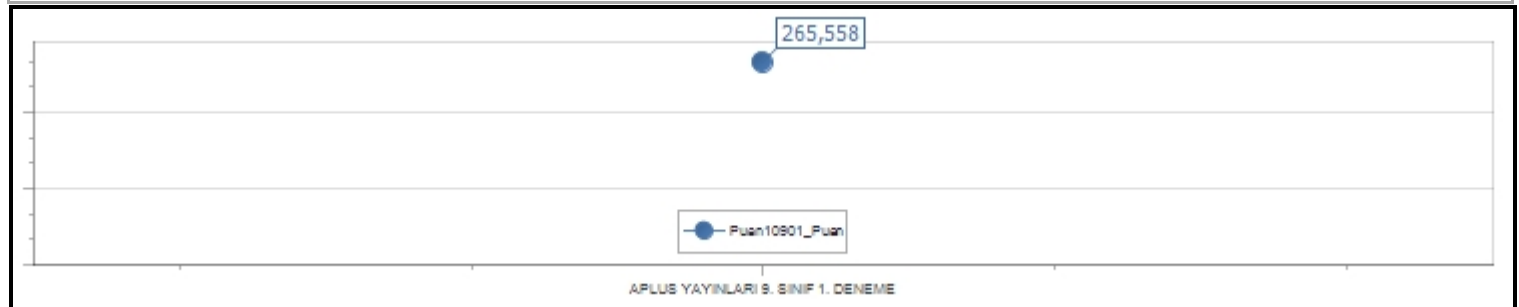 265,558
Puan10901_Puan
APLUS YAYINLARI 9. SINIF 1. DENEME